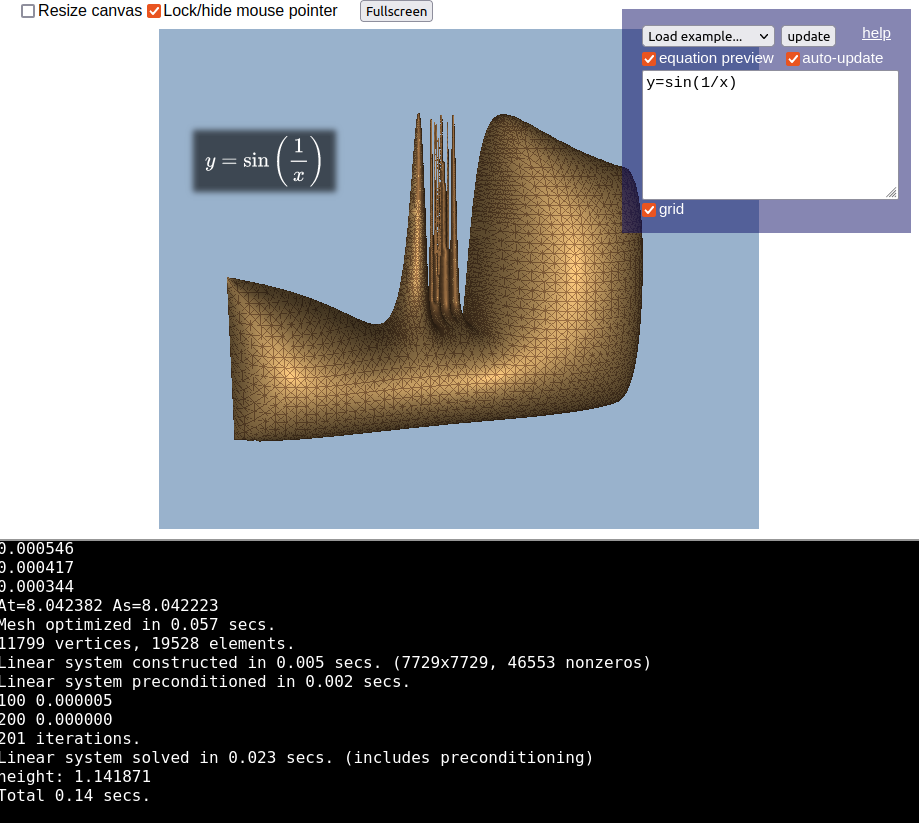 Resize canvas Lock/hide mouse pointer Fullscreen
Load example... update help
equation preview auto-update
y=sin(1/x)
y = sin (1/x)
grid
0.000546
0.000417
0.000344
At=8.042382 As=8.042223
Mesh optimized in 0.057 secs.
11799 vertices, 19528 elements.
Linear system constructed in 0.005 secs. (7729x7729, 46553 nonzeros)
Linear system preconditioned in 0.002 secs.
100 0.000005
200 0.000000
201 iterations.
Linear system solved in 0.023 secs. (includes preconditioning)
height: 1.141871
Total 0.14 secs.